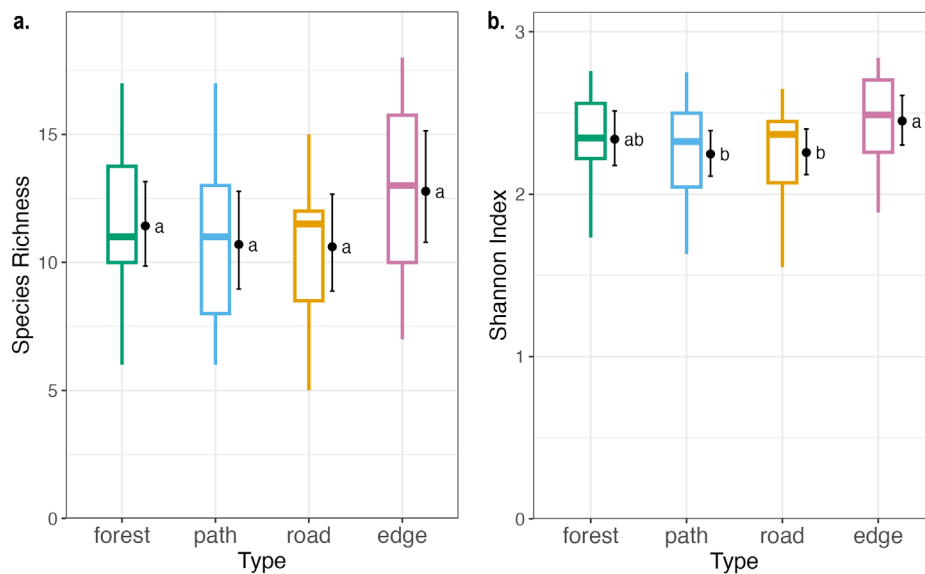 a.
Species Richness
15
10
5
0
a
a
a
a
forest
path
road
edge
Type
b.
Shannon Index
3
2
1
0
ab
b
b
a
forest
path
road
edge
Type